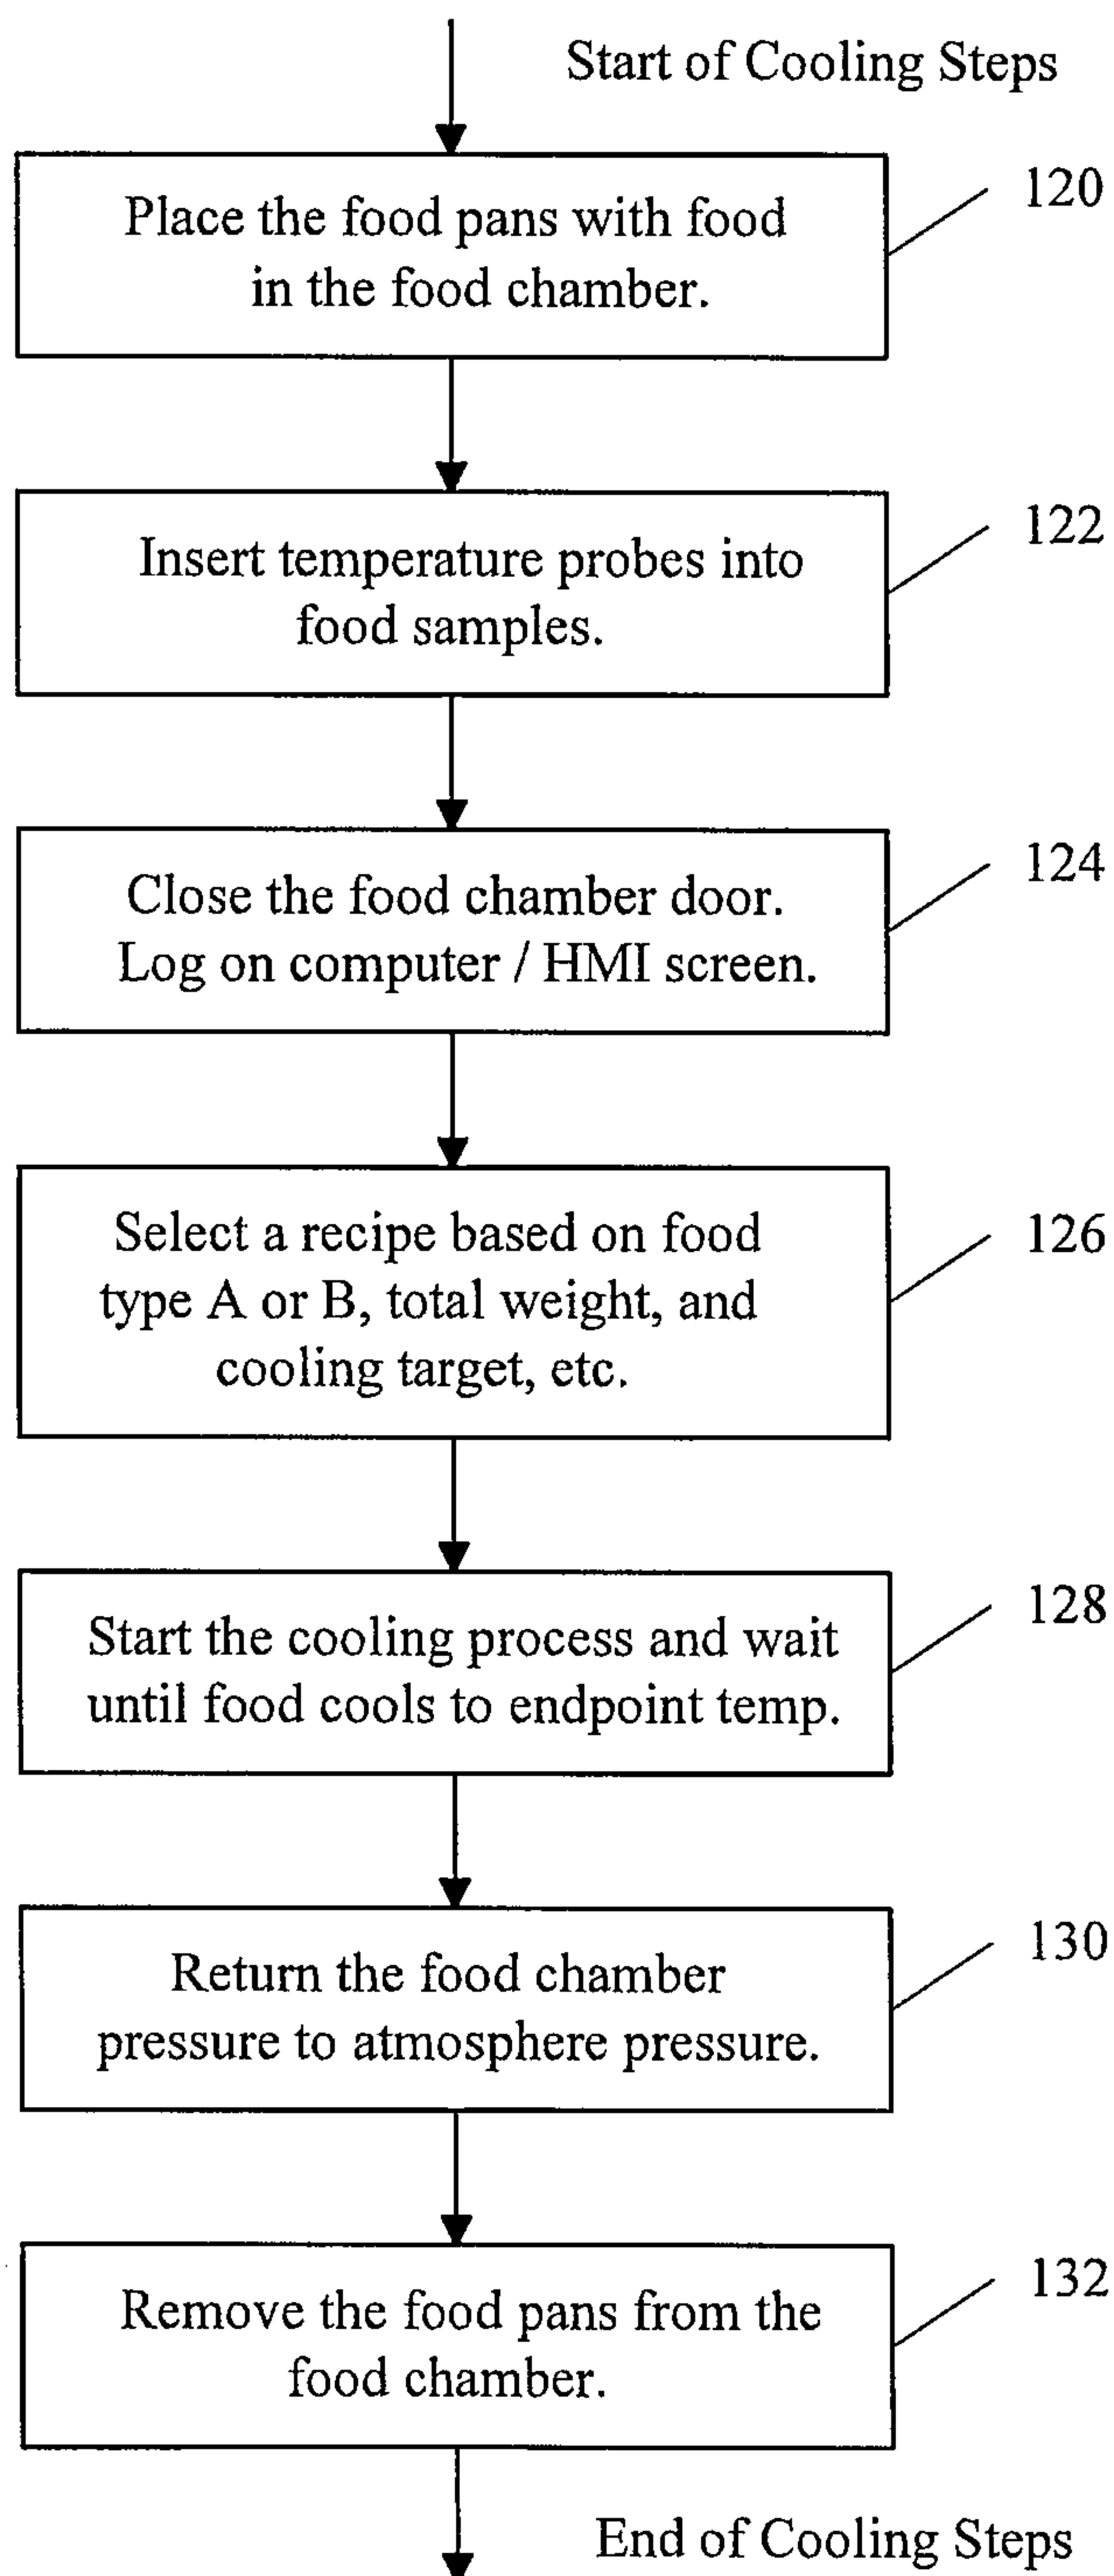 Start of Cooling Steps
Place the food pans with food
in the food chamber.
120
Insert temperature probes into
food samples.
122
Close the food chamber door.
Log on computer / HMI screen.
124
Select a recipe based on food
type A or B, total weight, and
cooling target, etc.
126
Start the cooling process and wait
until food cools to endpoint temp.
128
Return the food chamber
pressure to atmosphere pressure.
130
Remove the food pans from the
food chamber.
132
End of Cooling Steps